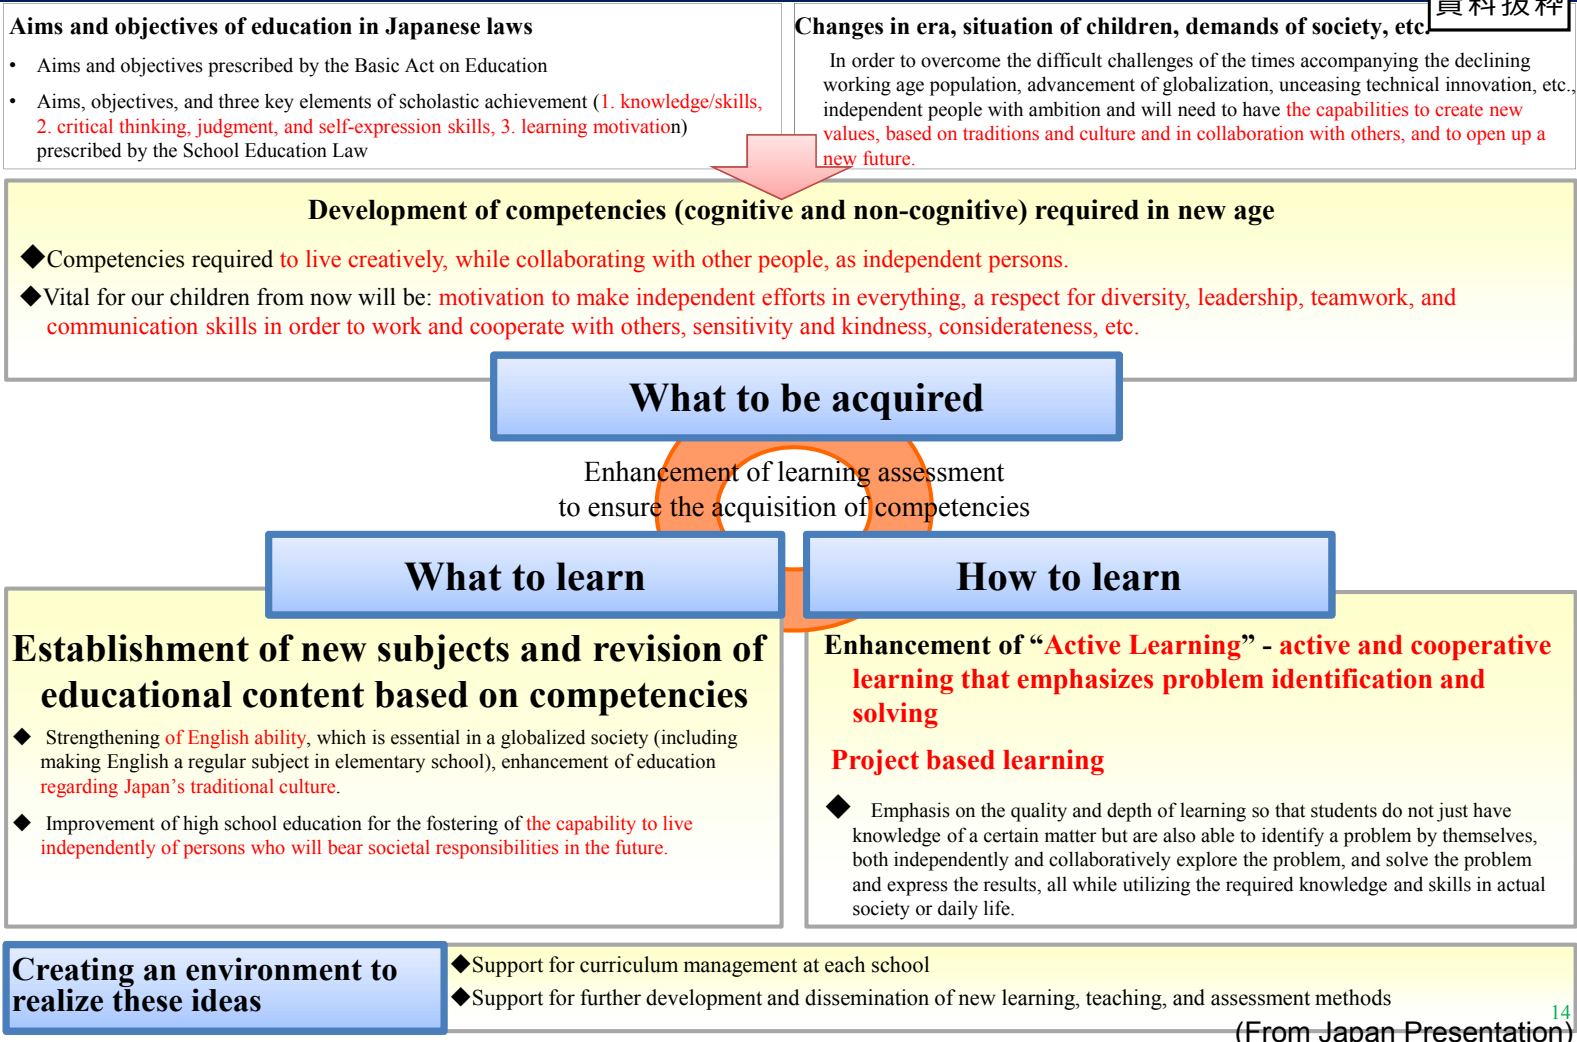 資料抜粋
Aims and objectives of education in Japanese laws
• Aims and objectives prescribed by the Basic Act on Education
• Aims, objectives, and three key elements of scholastic achievement (1. knowledge/skills,
2. critical thinking, judgment, and self-expression skills, 3. learning motivation)
prescribed by the School Education Law
Changes in era, situation of children, demands of society, etc.
In order to overcome the difficult challenges of the times accompanying the declining
working age population, advancement of globalization, unceasing technical innovation, etc.,
independent people with ambition and will need to have the capabilities to create new
values, based on traditions and culture and in collaboration with others, and to open up a
new future.
Development of competencies (cognitive and non-cognitive) required in new age
◆Competencies required to live creatively, while collaborating with other people, as independent persons.
◆Vital for our children from now will be: motivation to make independent efforts in everything, a respect for diversity, leadership, teamwork, and
communication skills in order to work and cooperate with others, sensitivity and kindness, considerateness, etc.
What to be acquired
Enhancement of learning assessment
to ensure the acquisition of competencies
What to learn
Establishment of new subjects and revision of
educational content based on competencies
◆ Strengthening of English ability, which is essential in a globalized society (including
making English a regular subject in elementary school), enhancement of education
regarding Japan's traditional culture.
◆ Improvement of high school education for the fostering of the capability to live
independently of persons who will bear societal responsibilities in the future.
How to learn
Enhancement of “Active Learning” - active and cooperative
learning that emphasizes problem identification and
solving
Project based learning
◆ Emphasis on the quality and depth of learning so that students do not just have
knowledge of a certain matter but are also able to identify a problem by themselves,
both independently and collaboratively explore the problem, and solve the problem
and express the results, all while utilizing the required knowledge and skills in actual
society or daily life.
Creating an environment to
realize these ideas
◆Support for curriculum management at each school
◆Support for further development and dissemination of new learning, teaching, and assessment methods
14
(From Japan Presentation)